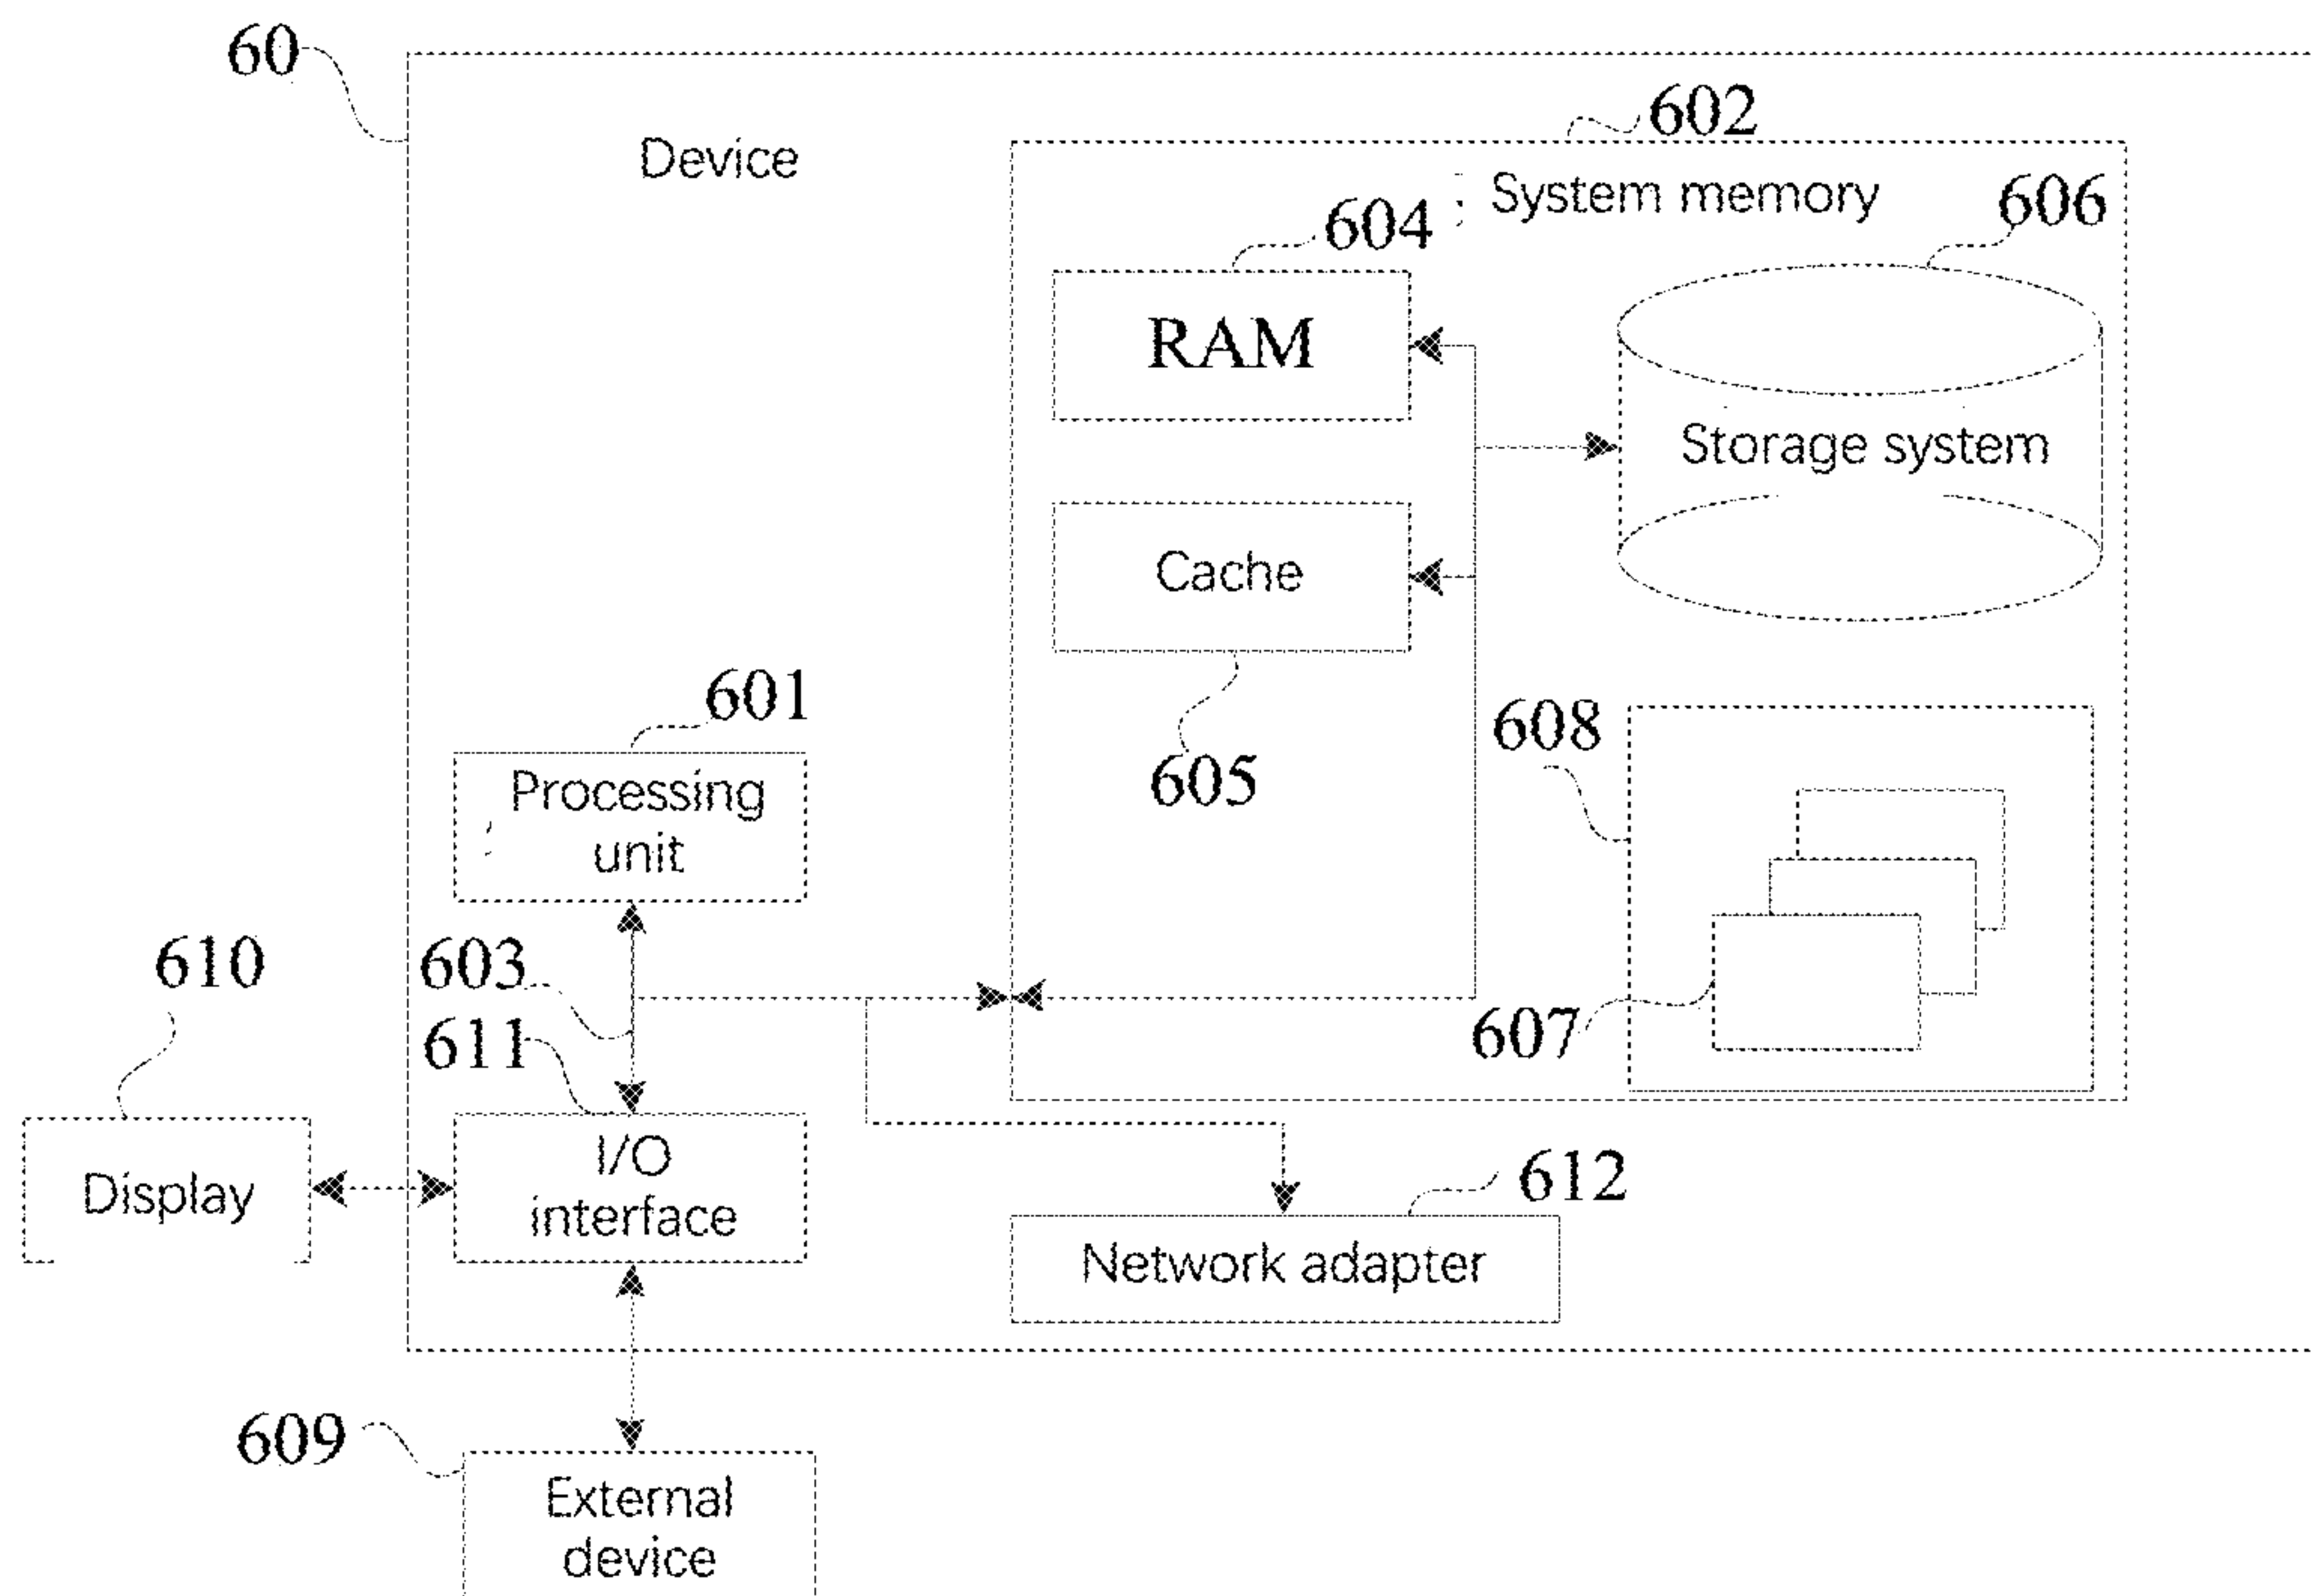 60
602
Device
System memory
606
604
RAM
Storage system
Cache
601
608
605
Processing
unit
610
603
607
611
I/O
interface
Display
612
Network adapter
609
External
device